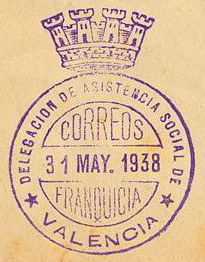 DELEGACION DE ASISTENCIA SOCIAL DE
CORREOS
31 MAY. 1938
FRANQUICIA
VALENCIA